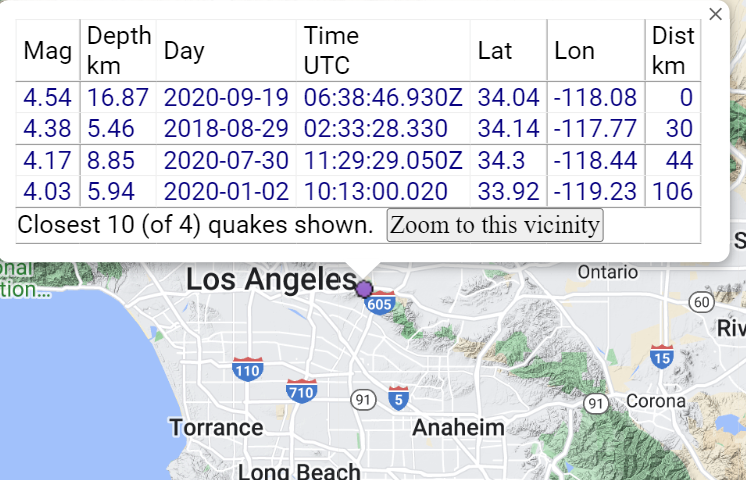 Mag Depth km Day Time UTC Lat Lon Dist km
4.54 16.87 2020-09-19 06:38:46.930Z 34.04 -118.08 0
4.38 5.46 2018-08-29 02:33:28.330 34.14 -117.77 30
4.17 8.85 2020-07-30 11:29:29.050Z 34.3 -118.44 44
4.03 5.94 2020-01-02 10:13:00.020 33.92 -119.23 106
Closest 10 (of 4) quakes shown. Zoom to this vicinity
Los Angeles
Ontario
605
60
Riv
110
710
91
5
15
91
Corona
Torrance
Anaheim
Long Beach